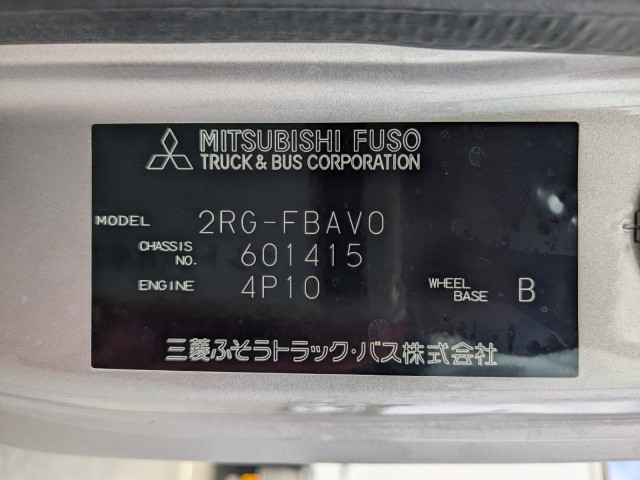 MITSUBISHI FUSO
TRUCK & BUS CORPORATION
MODEL 2RG-FBAV0
CHASSIS NO. 601415
ENGINE 4P10 WHEEL BASE B
三菱ふそうトラック・バス株式会社